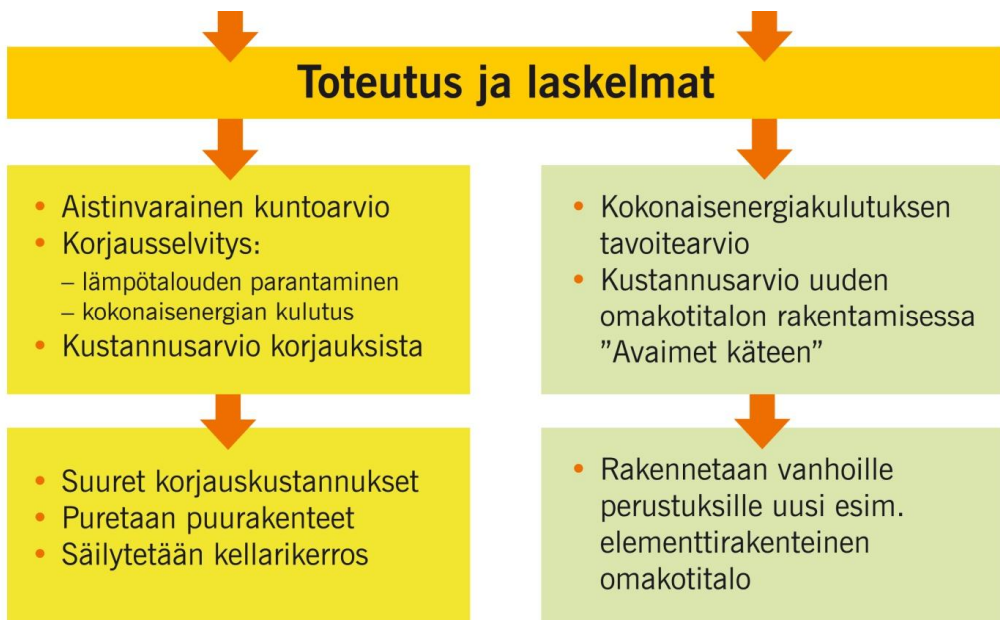 Toteutus ja laskelmat
• Aistinvarainen kuntoarvio
• Korjausselvitys:
– lämpötalouden parantaminen
– kokonaisenergian kulutus
• Kustannusarvio korjauksista
• Kokonaisenergiakulutuksen
tavoitearvio
• Kustannusarvio uuden
omakotitalon rakentamisessa
”Avaimet käteen”
• Suuret korjauskustannukset
• Puretaan puurakenteet
• Säilytetään kellarikerros
• Rakennetaan vanhoille
perustuksille uusi esim.
elementtirakenteinen
omakotitalo